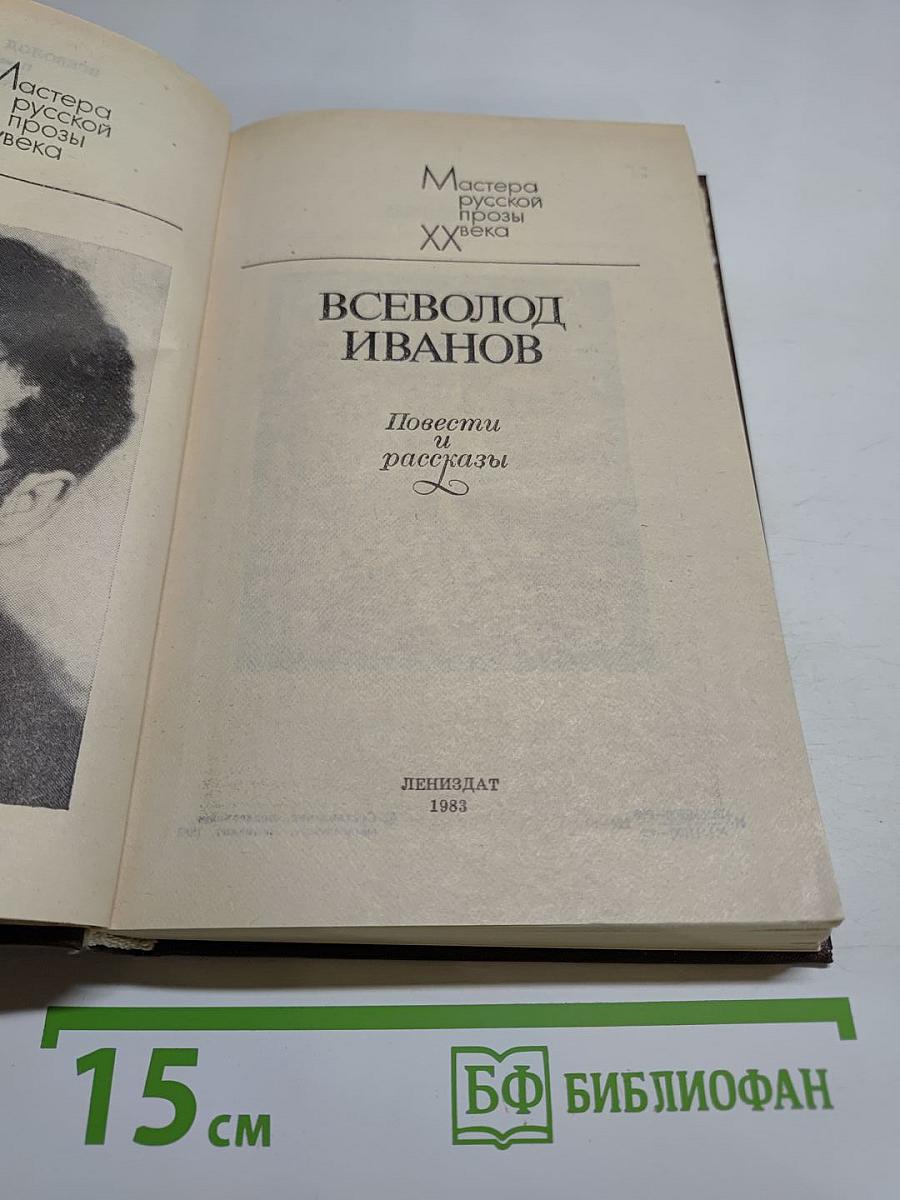 Мастера
русской
прозы
века
Мастера
русской
прозы
XX века
ВСЕВОЛОД
ИВАНОВ
Повести
и
рассказы
ЛЕНИЗДАТ
1983
15 см
БФ БИБЛИОФАН